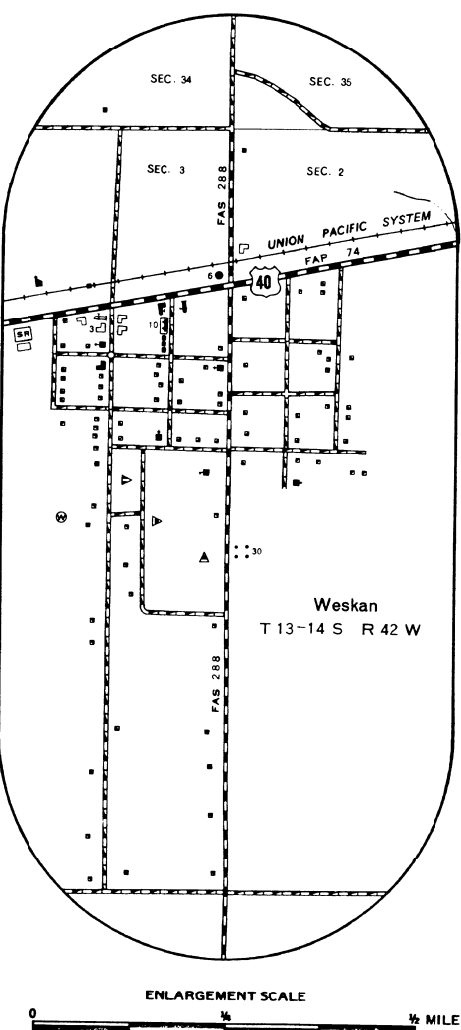 SEC. 34
SEC. 35
SEC. 3
SEC. 2
FAS 288
UNION PACIFIC SYSTEM
FAP 74
6
40
SR
3
10
W
30
Weskan
T 13-14 S R 42 W
FAS 288
ENLARGEMENT SCALE
0 ¼ ½ MILE